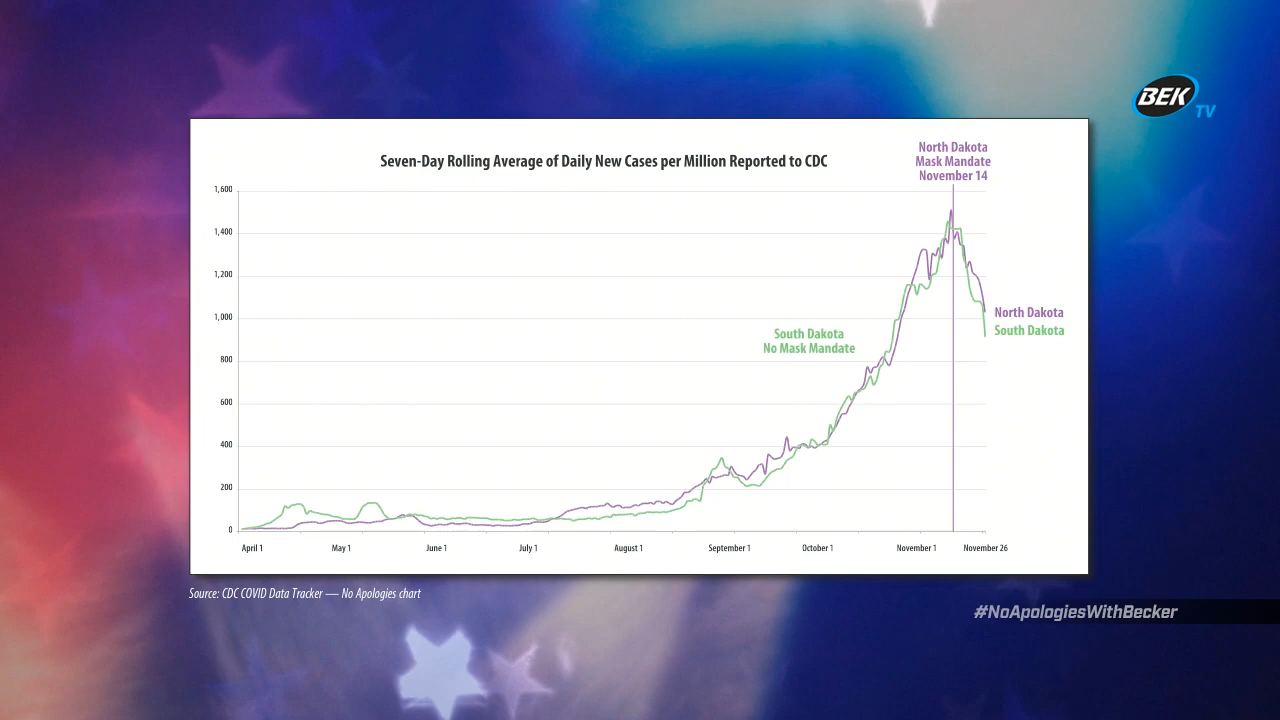 BEK
TV
Seven-Day Rolling Average of Daily New Cases per Million Reported to CDC
North Dakota
Mask Mandate
November 14
1,600
1,400
1,200
1,000
800
600
400
200
0
South Dakota
No Mask Mandate
North Dakota
South Dakota
April 1 May 1 June 1 July 1 August 1 September 1 October 1 November 1 November 26
Source: CDC COVID Data Tracker — No Apologies chart
#NoApologiesWithBecker